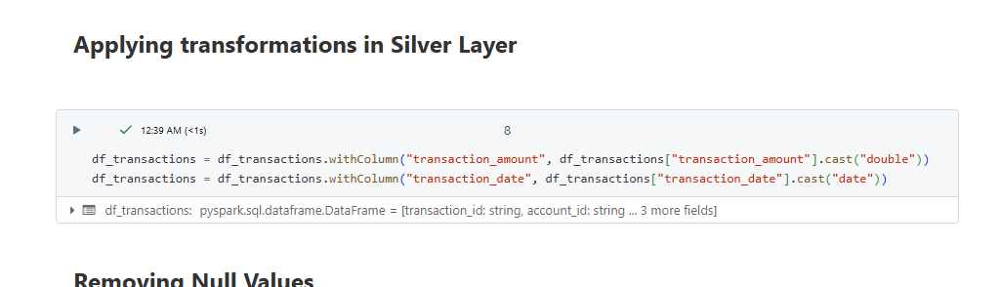 Applying transformations in Silver Layer
12:39 AM (<1s)
8
df_transactions = df_transactions.withColumn("transaction_amount", df_transactions["transaction_amount"].cast("double"))
df_transactions = df_transactions.withColumn("transaction_date", df_transactions["transaction_date"].cast("date"))
df_transactions: pyspark.sql.dataframe.DataFrame = [transaction_id: string, account_id: string ... 3 more fields]
Removing Null Values